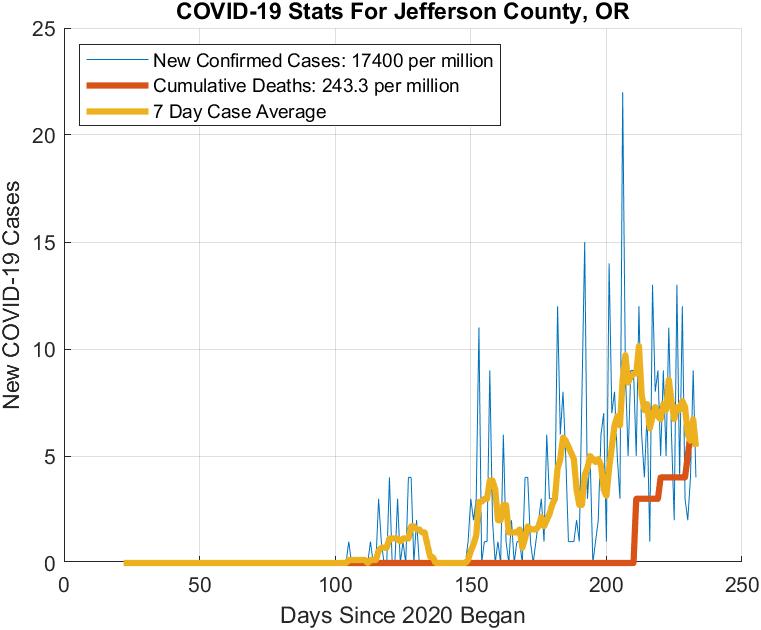 COVID-19 Stats For Jefferson County, OR
New Confirmed Cases: 17400 per million
Cumulative Deaths: 243.3 per million
7 Day Case Average
New COVID-19 Cases
25
20
15
10
5
0
0 50 100 150 200 250
Days Since 2020 Began